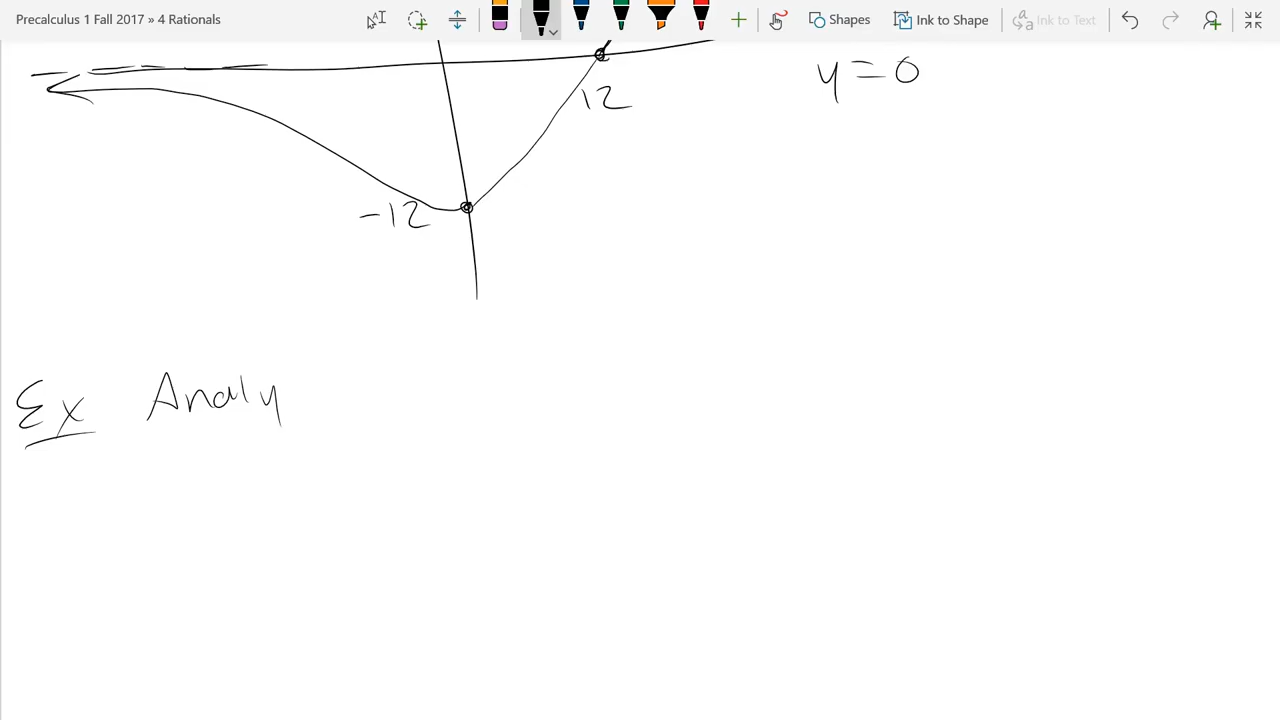 Precalculus 1 Fall 2017 » 4 Rationals
Shapes
Ink to Shape
Ink to Text
y=0
12
-12
Ex Analy